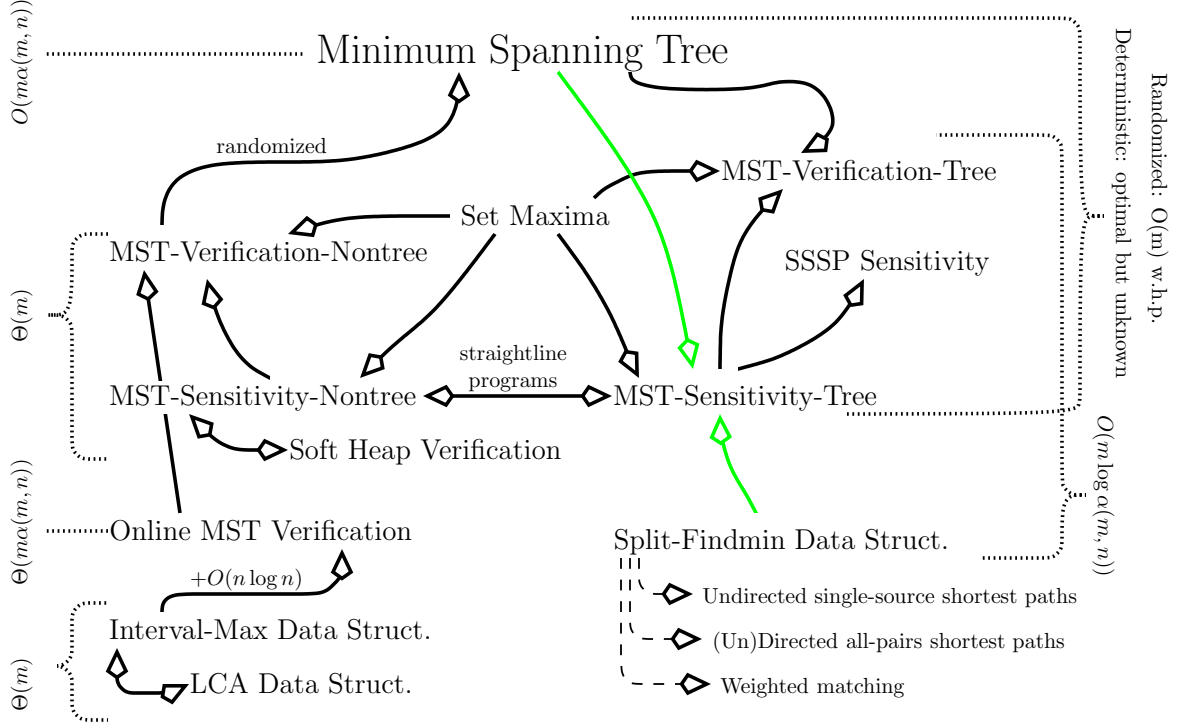 O(mα(m, n))
Minimum Spanning Tree
Randomized: O(m) w.h.p.
Deterministic: optimal but unknown
randomized
MST-Verification-Tree
Set Maxima
MST-Verification-Nontree
SSSP Sensitivity
Θ(m)
straightline
programs
MST-Sensitivity-Nontree
MST-Sensitivity-Tree
Soft Heap Verification
O(m log α(m, n))
Θ(mα(m, n))
Online MST Verification
Split-Findmin Data Struct.
+O(n log n)
Undirected single-source shortest paths
Interval-Max Data Struct.
(Un)Directed all-pairs shortest paths
Θ(m)
LCA Data Struct.
Weighted matching